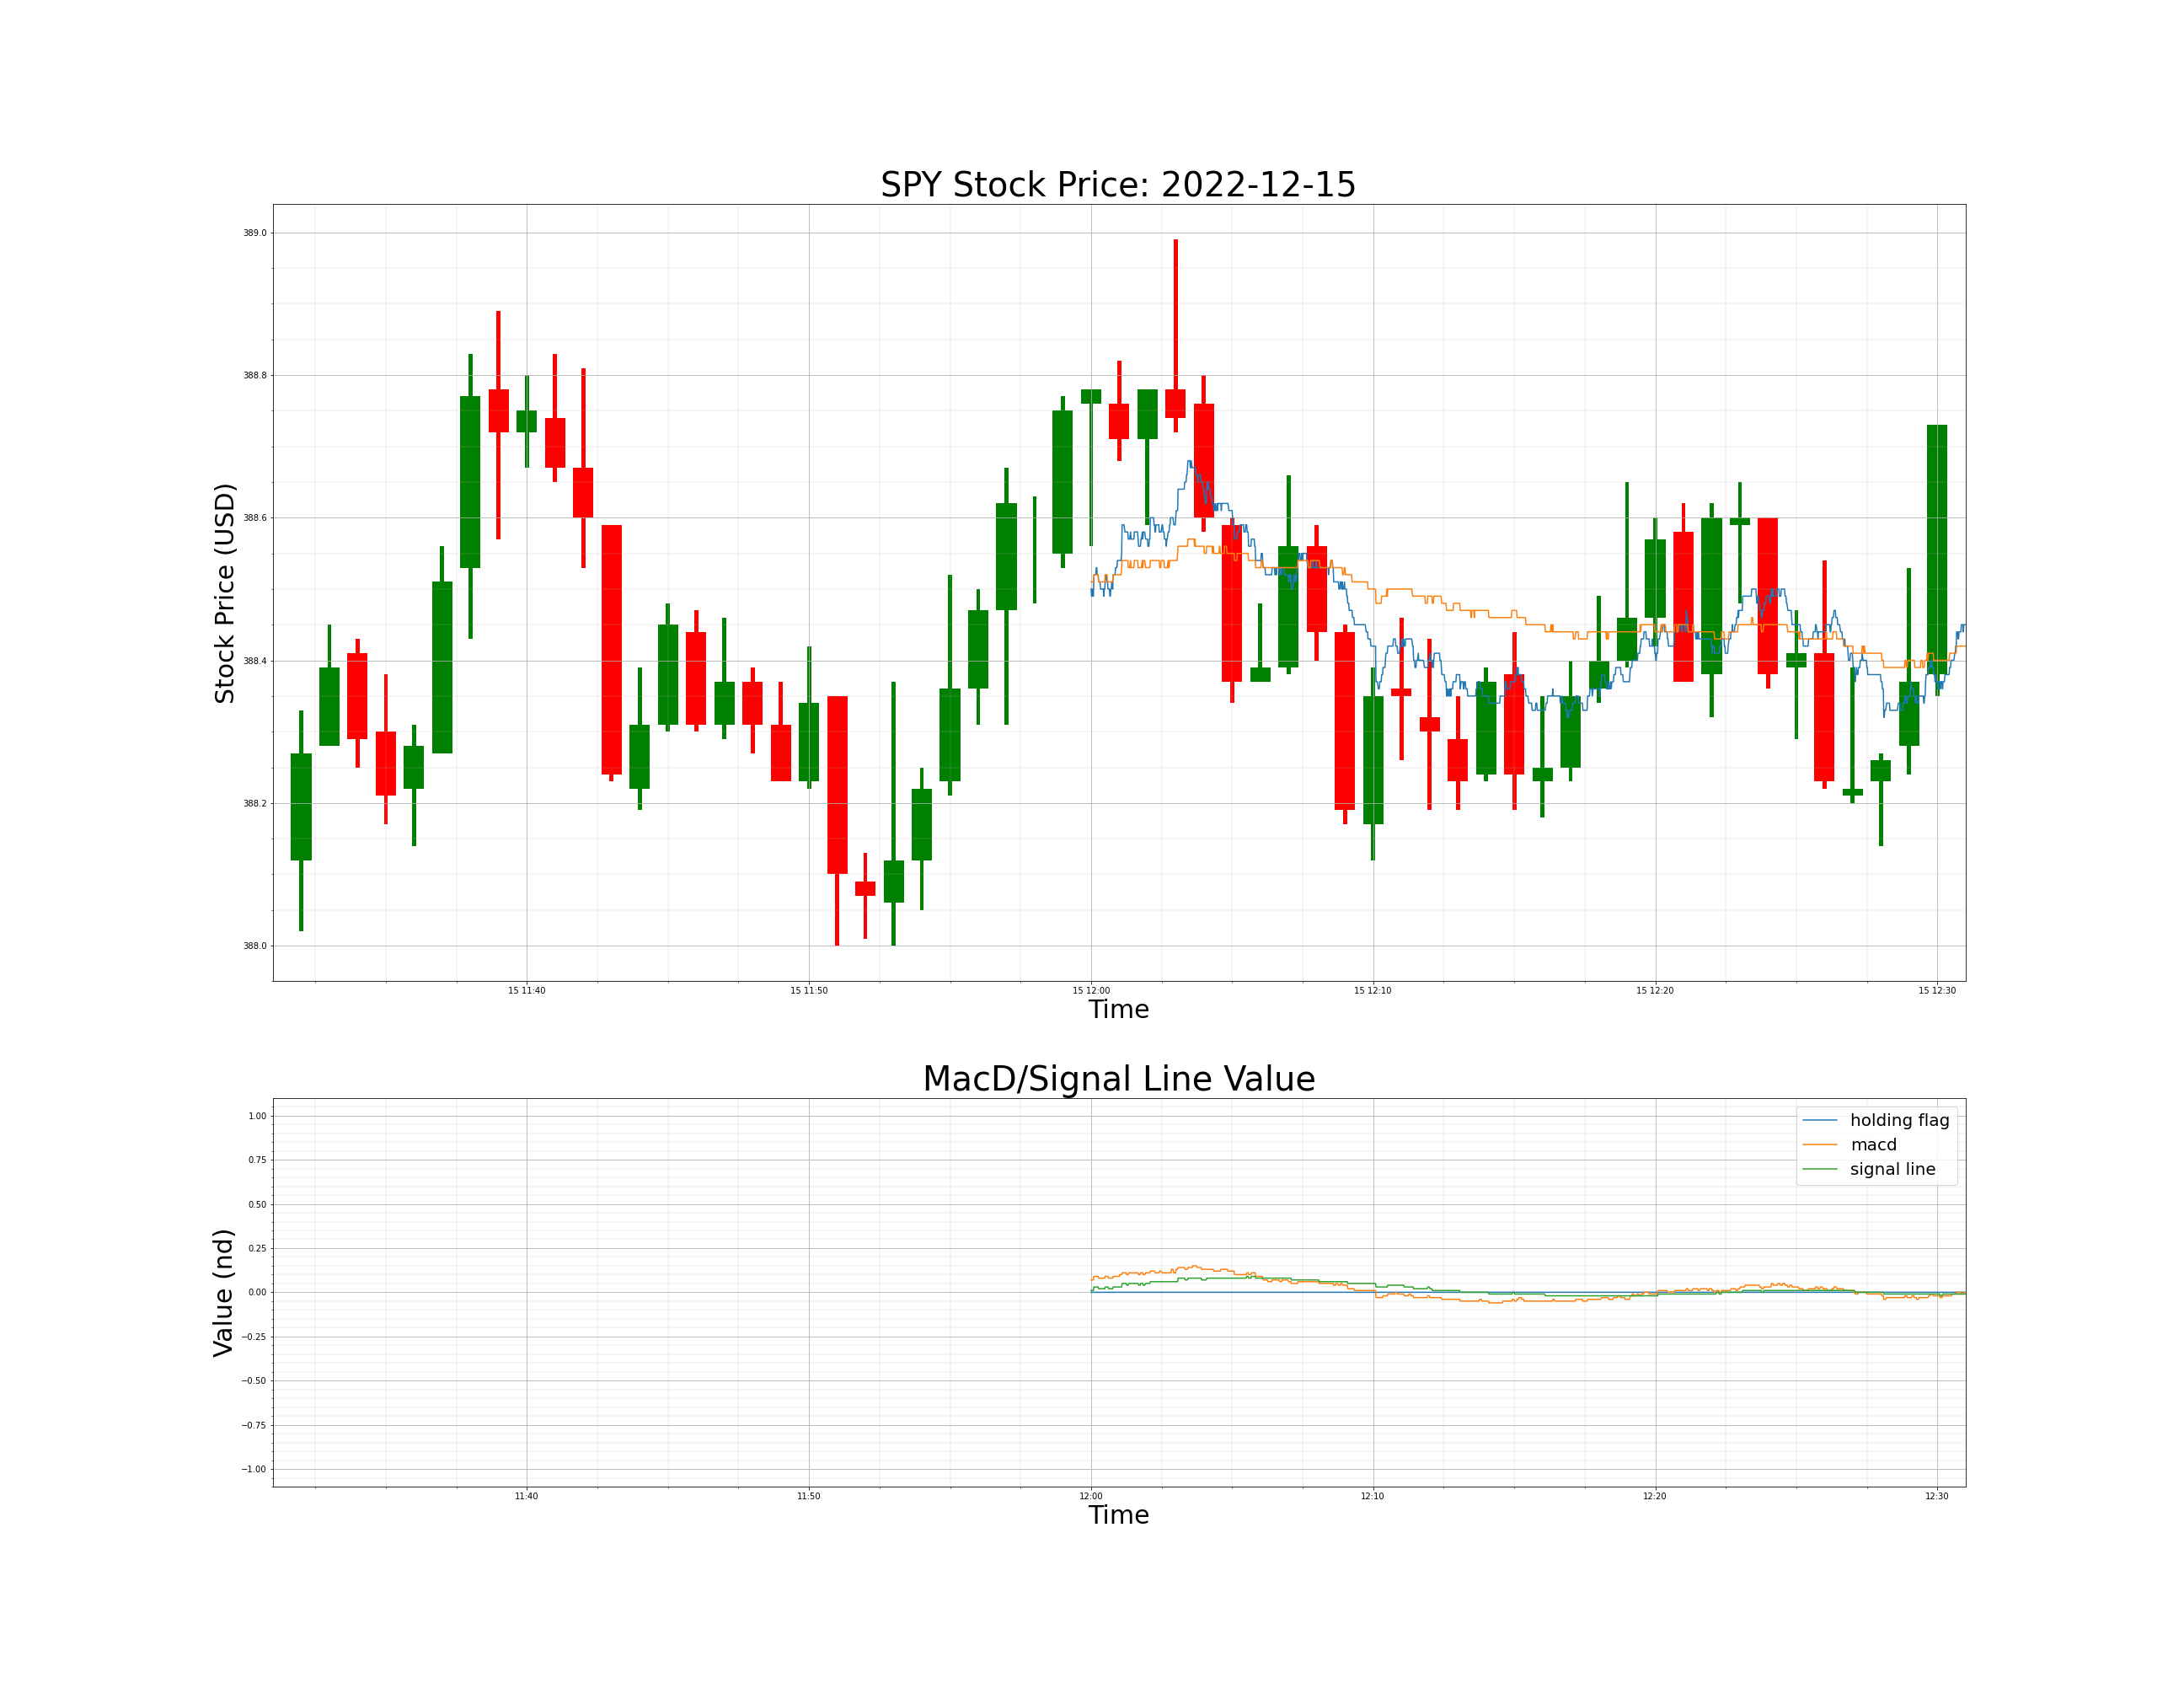 SPY Stock Price: 2022-12-15
389.0
388.8
388.6
388.4
388.2
388.0
Stock Price (USD)
15 11:40 15 11:50 15 12:00 15 12:10 15 12:20 15 12:30
Time
MacD/Signal Line Value
1.00
0.75
0.50
0.25
0.00
−0.25
−0.50
−0.75
−1.00
Value (nd)
holding flag
macd
signal line
11:40 11:50 12:00 12:10 12:20 12:30
Time